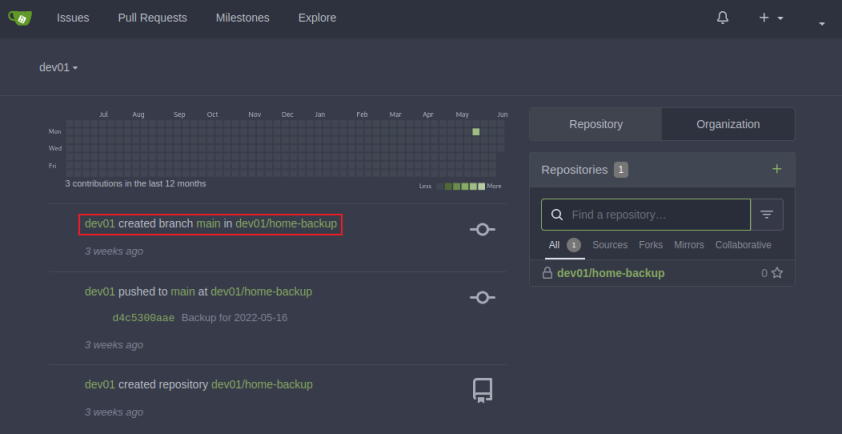 Issues Pull Requests Milestones Explore
dev01
Jul Aug Sep Oct Nov Dec Jan Feb Mar Apr May Jun
Mon
Wed
Fri
3 contributions in the last 12 months
Less More
dev01 created branch main in dev01/home-backup
3 weeks ago
dev01 pushed to main at dev01/home-backup
d4c5300aae Backup for 2022-05-16
3 weeks ago
dev01 created repository dev01/home-backup
3 weeks ago
Repository Organization
Repositories 1 +
Find a repository…
All 1 Sources Forks Mirrors Collaborative
dev01/home-backup 0